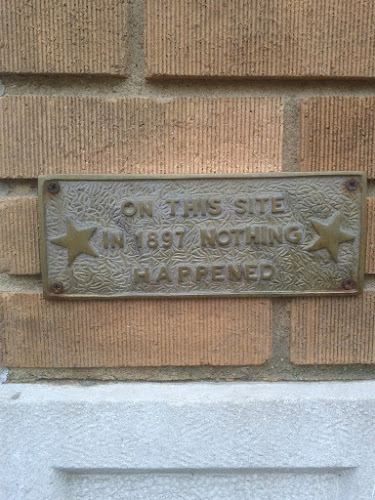 ON THIS SITE
IN 1897 NOTHING
HAPPENED